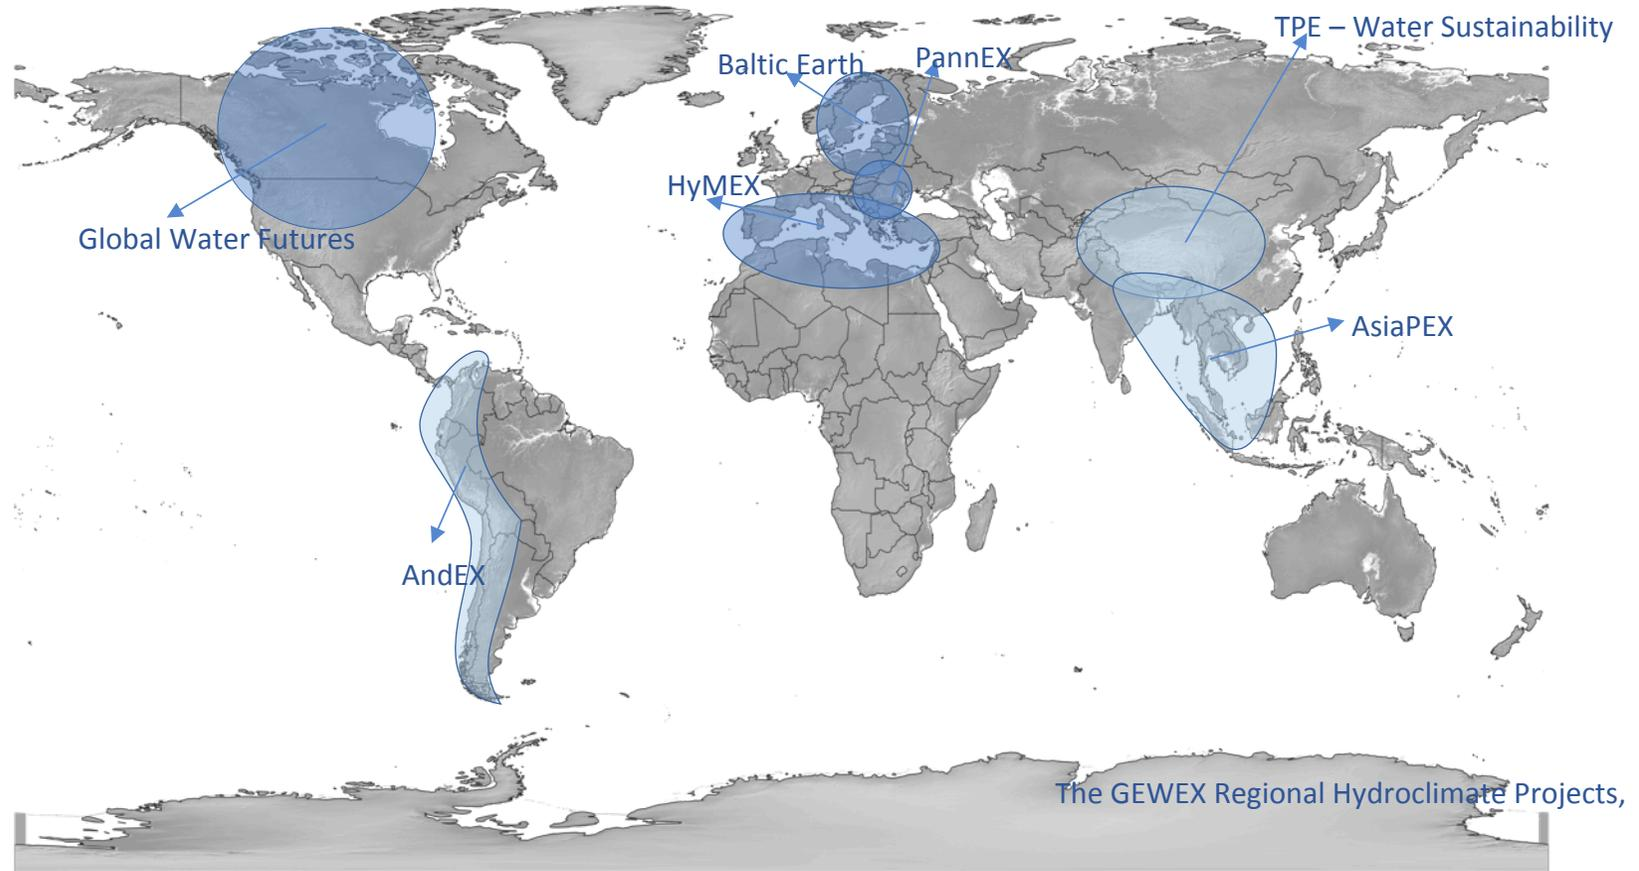 TPE – Water Sustainability
Baltic Earth
PannEX
HyMEX
Global Water Futures
AsiaPEX
AndEX
The GEWEX Regional Hydroclimate Projects,